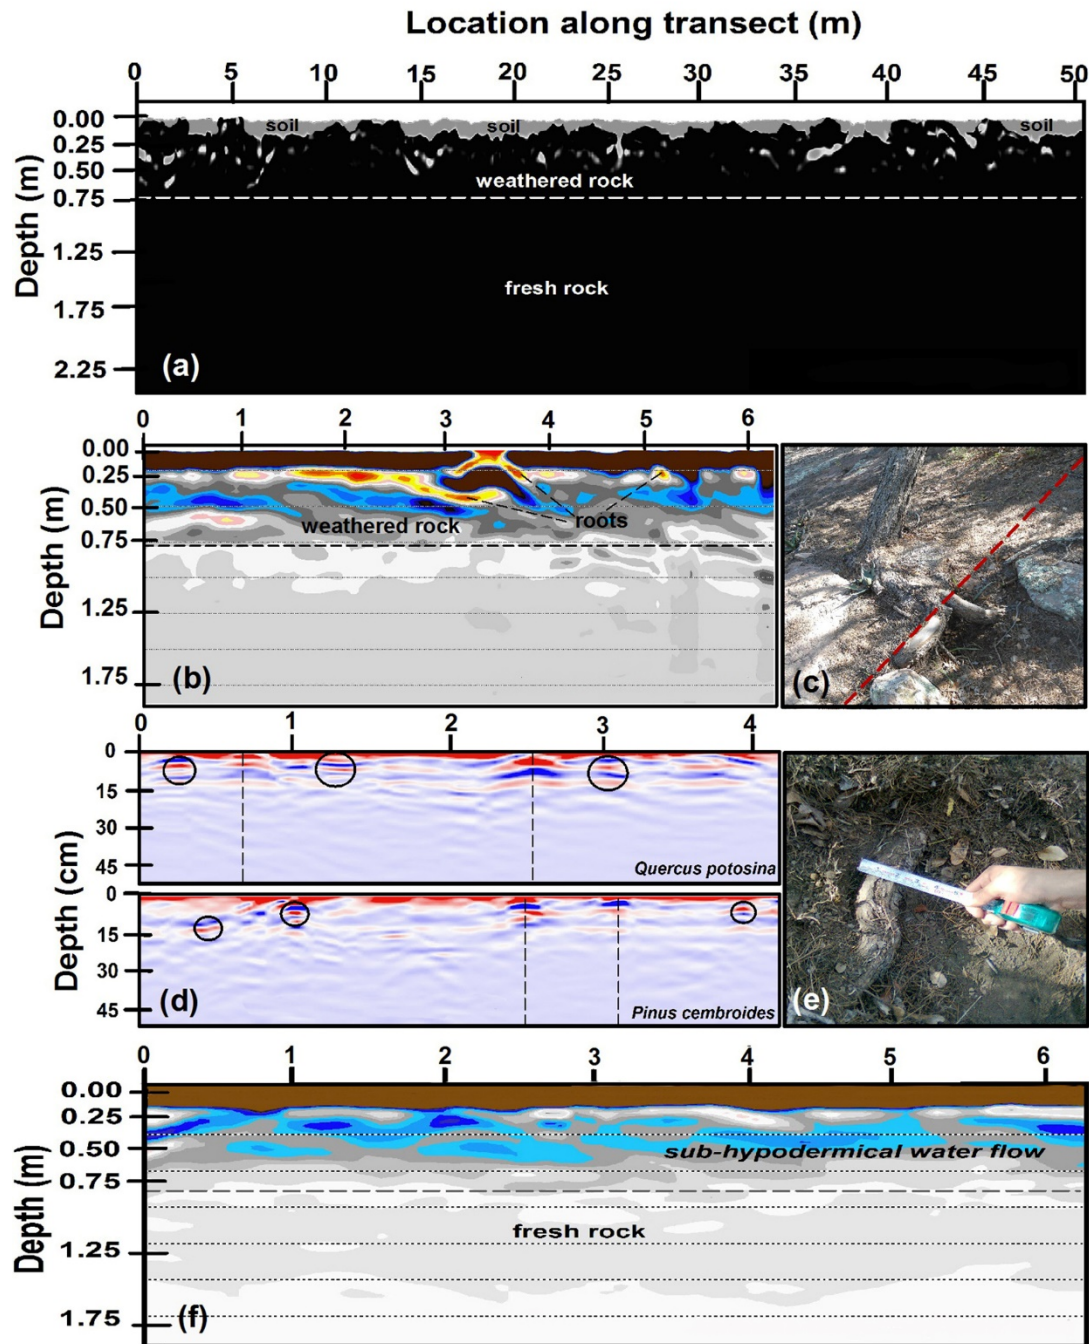 Location along transect (m)
0 5 10 15 20 25 30 35 40 45 50
Depth (m)
0.00
0.25
0.50
0.75
1.25
1.75
2.25
soil soil soil
weathered rock
fresh rock
(a)
0 1 2 3 4 5 6
Depth (m)
0.00
0.25
0.50
0.75
1.25
1.75
roots
weathered rock
(b)
(c)
0 1 2 3 4
Depth (cm)
0
15
30
45
Quercus potosina
0
15
30
45
Pinus cembroides
(d)
(e)
0 1 2 3 4 5 6
Depth (m)
0.00
0.25
0.50
0.75
1.25
1.75
sub-hypodermical water flow
fresh rock
(f)